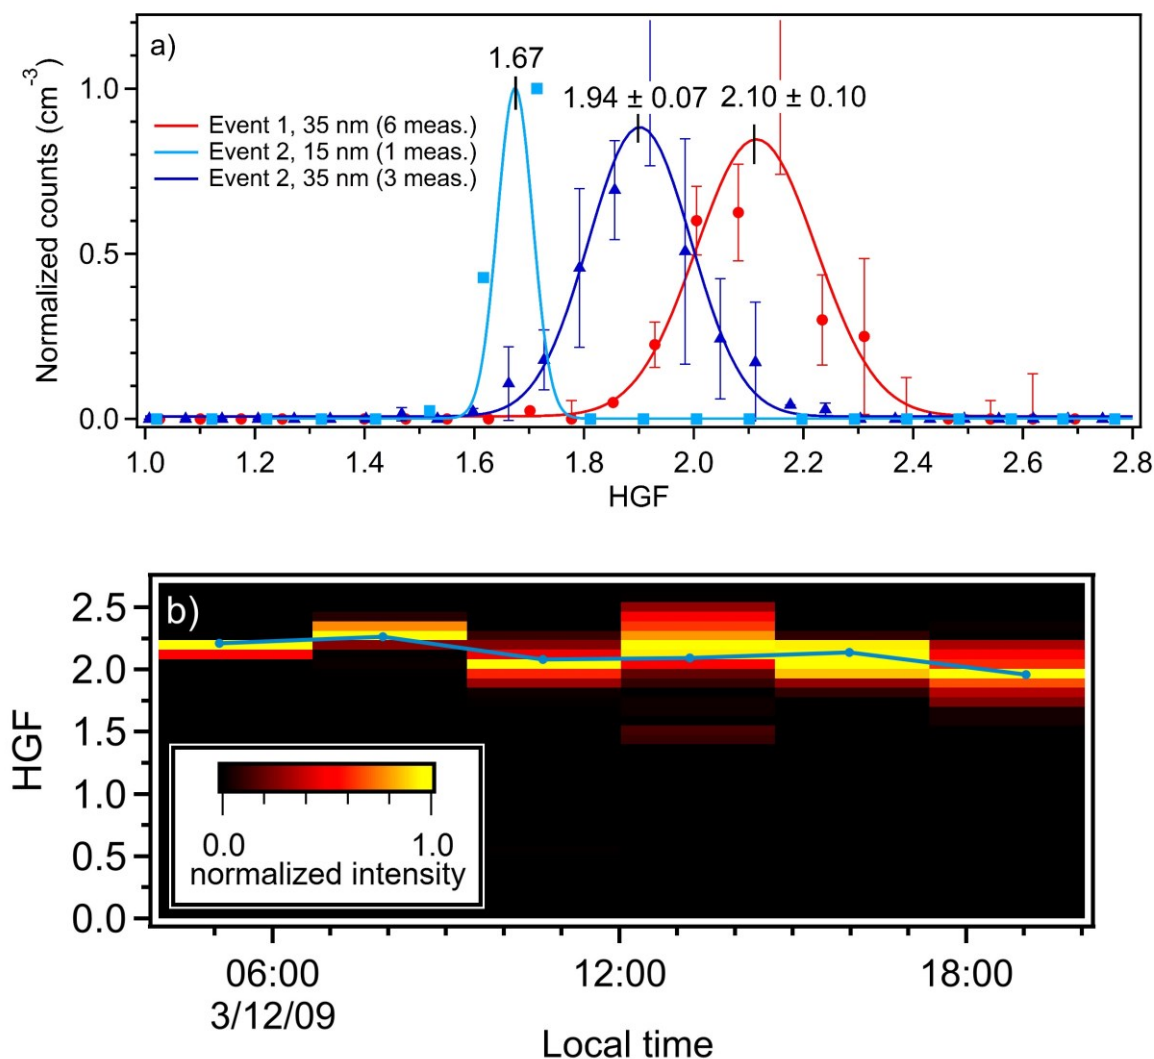 a)
1.67
1.94 ± 0.07
2.10 ± 0.10
Event 1, 35 nm (6 meas.)
Event 2, 15 nm (1 meas.)
Event 2, 35 nm (3 meas.)
Normalized counts (cm⁻³)
1.0
0.5
0.0
1.0 1.2 1.4 1.6 1.8 2.0 2.2 2.4 2.6 2.8
HGF
b)
HGF
2.5
2.0
1.5
1.0
0.5
0.0
0.0 1.0
normalized intensity
06:00 12:00 18:00
3/12/09
Local time